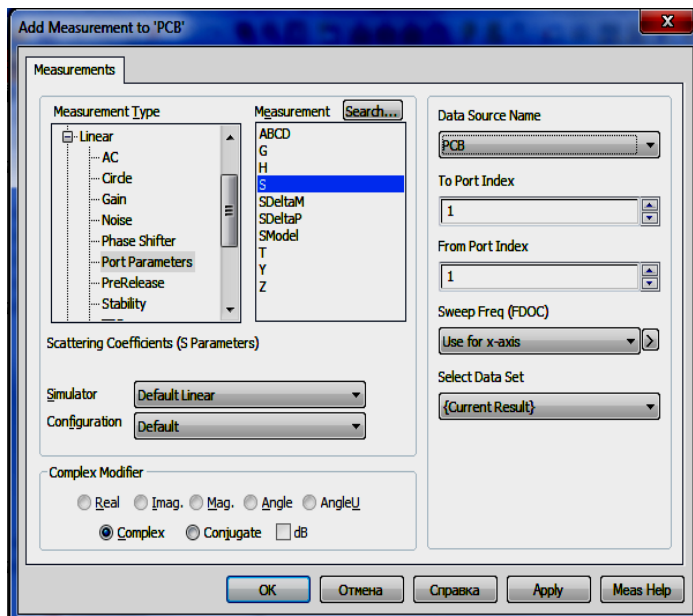 Add Measurement to 'PCB'
Measurements
Measurement Type
Linear
AC
Circle
Gain
Noise
Phase Shifter
Port Parameters
PreRelease
Stability
Measurement
Search...
ABCD
G
H
S
SDeltaM
SDeltaP
SModel
T
Y
Z
Scattering Coefficients (S Parameters)
Simulator
Default Linear
Configuration
Default
Complex Modifier
Real Imag. Mag. Angle AngleU
Complex Conjugate dB
Data Source Name
PCB
To Port Index
1
From Port Index
1
Sweep Freq (FDOC)
Use for x-axis
>
Select Data Set
{Current Result}
OK Отмена Справка Apply Meas Help